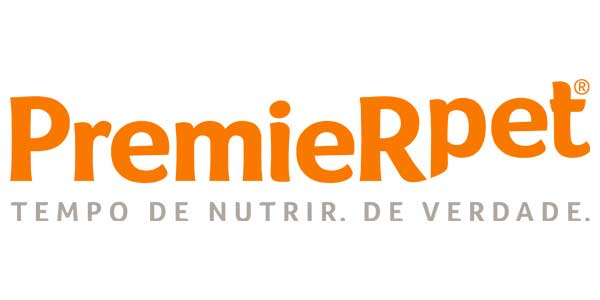 PremieRpet®
TEMPO DE NUTRIR. DE VERDADE.